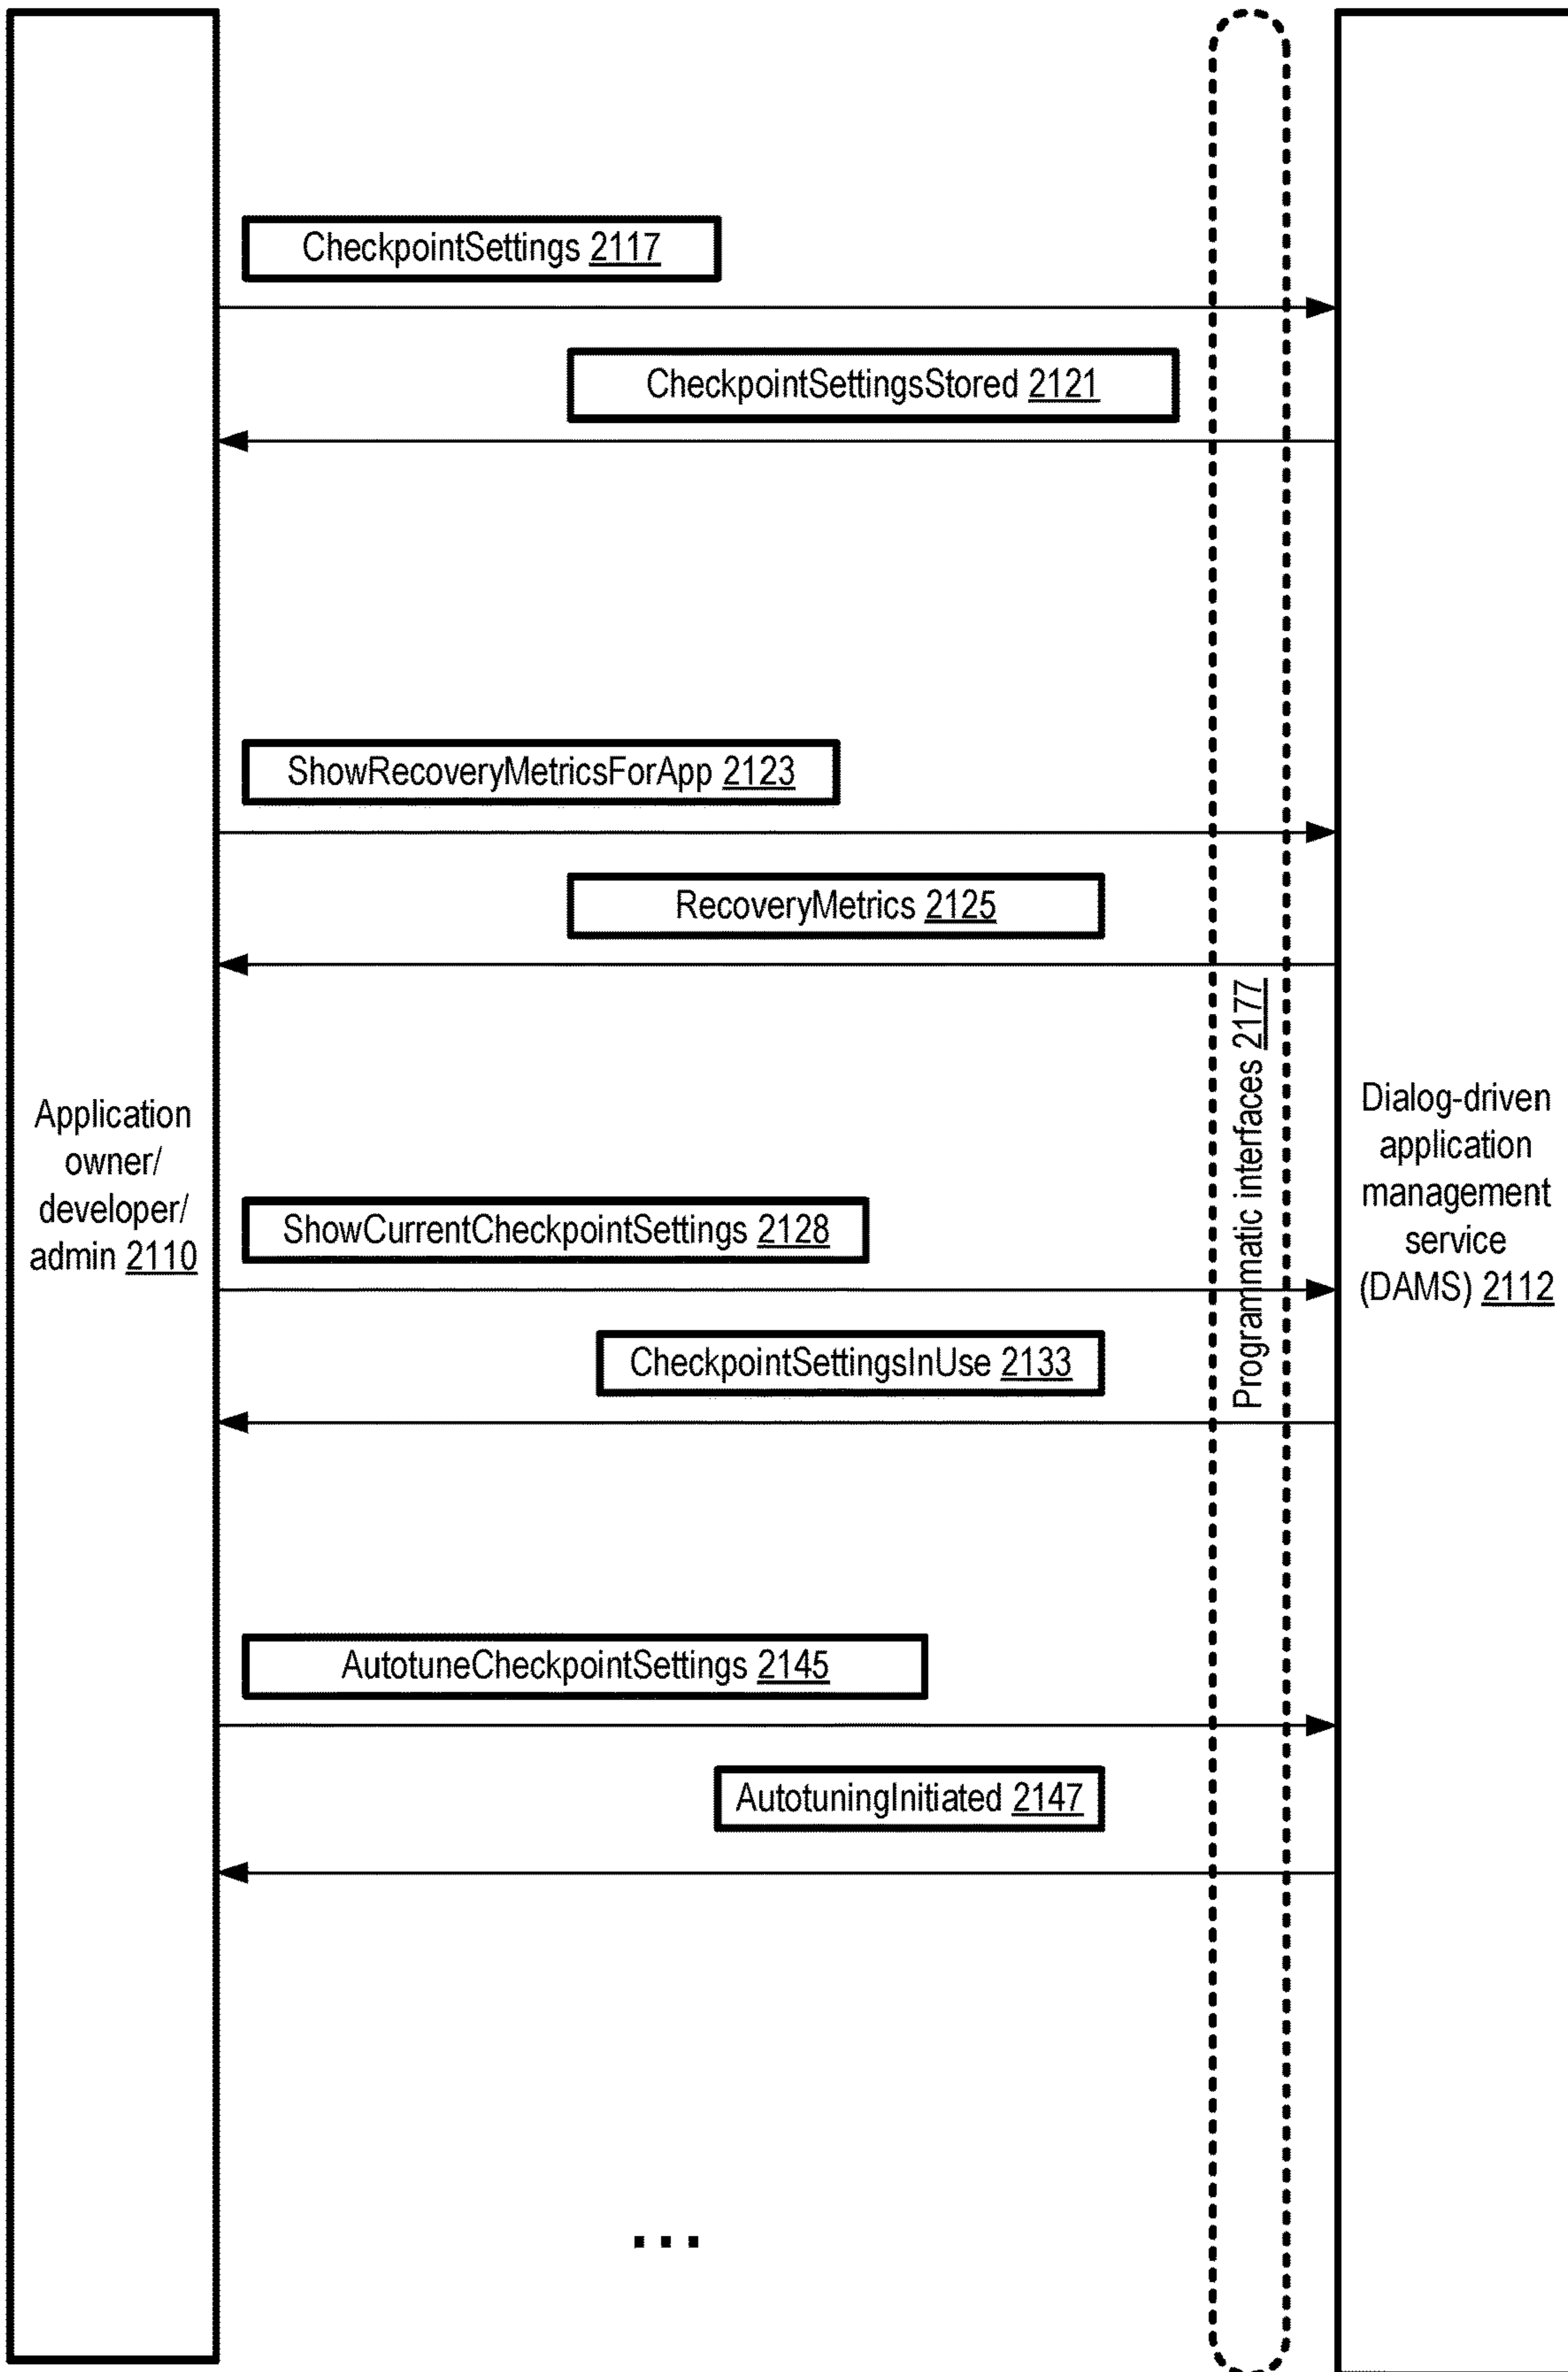 CheckpointSettings 2117
CheckpointSettingsStored 2121
ShowRecoveryMetricsForApp 2123
RecoveryMetrics 2125
Application
owner/
developer/
admin 2110
Programmatic interfaces 2177
Dialog-driven
application
management
service
(DAMS) 2112
ShowCurrentCheckpointSettings 2128
CheckpointSettingsInUse 2133
AutotuneCheckpointSettings 2145
AutotuningInitiated 2147
...